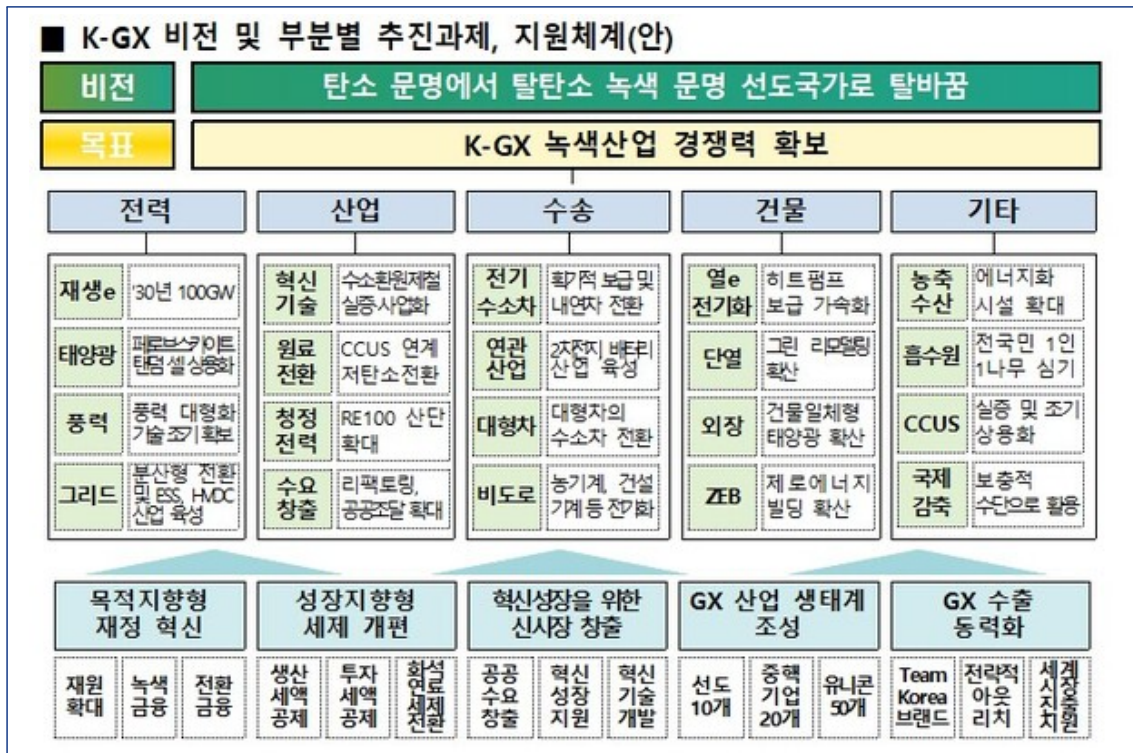 ■ K-GX 비전 및 부분별 추진과제, 지원체계(안)
비전
탄소 문명에서 탈탄소 녹색 문명 선도국가로 탈바꿈
목표
K-GX 녹색산업 경쟁력 확보
전력
재생e
'30년 100GW
태양광
페로브스카이트
탠덤 셀 상용화
풍력
풍력 대형화
기술 조기 확보
그리드
분산형 전환
및 ESS, HVDC
산업 육성
산업
혁신
기술
수소환원제철
실증·사업화
원료
전환
CCUS 연계
저탄소전환
청정
전력
RE100 산단
확대
수요
창출
리팩토링,
공공조달 확대
수송
전기
수소차
획기적 보급 및
내연차 전환
연관
산업
2차전지 배터리
산업 육성
대형차
대형차의
수소차 전환
비도로
농기계, 건설
기계 등 전기화
건물
열e
전기화
히트펌프
보급 가속화
단열
그린 리모델링
확산
외장
건물일체형
태양광 확산
ZEB
제로에너지
빌딩 확산
기타
농축
수산
에너지화
시설 확대
흡수원
전국민 1인
1나무 심기
CCUS
실증 및 조기
상용화
국제
감축
보충적
수단으로 활용
목적지향형
재정 혁신
재원
확대
녹색
금융
전환
금융
성장지향형
세제 개편
생산
세액
공제
투자
세액
공제
화석
연료
세제
전환
혁신성장을 위한
신시장 창출
공공
수요
창출
혁신
성장
지원
혁신
기술
개발
GX 산업 생태계
조성
선도
10개
중핵
기업
20개
유니콘
50개
GX 수출
동력화
Team
Korea
브랜드
전략적
아웃
리치
세계
시장
진출
지원